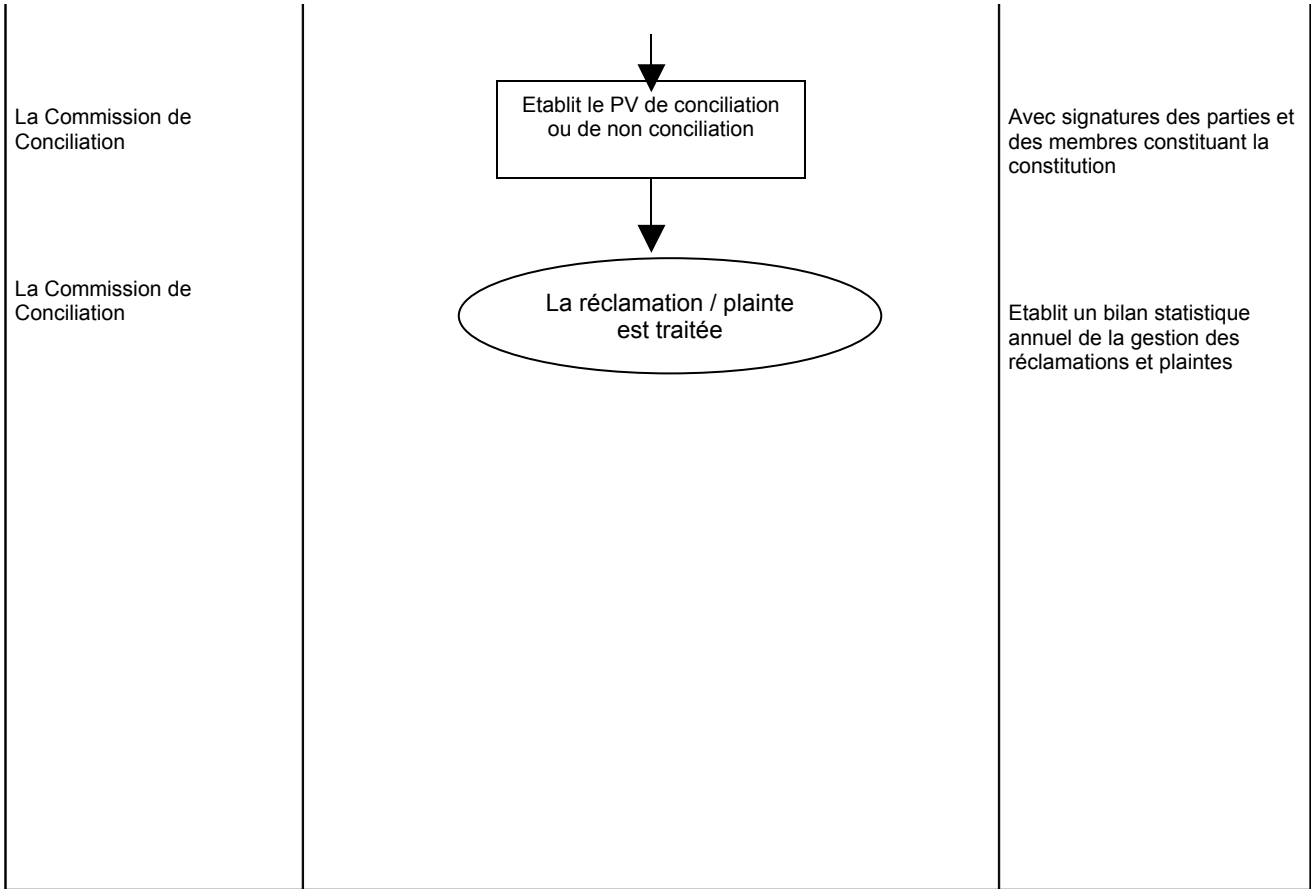 La Commission de
Conciliation
Etablit le PV de conciliation
ou de non conciliation
Avec signatures des parties et
des membres constituant la
constitution
La Commission de
Conciliation
La réclamation / plainte
est traitée
Etablit un bilan statistique
annuel de la gestion des
réclamations et plaintes